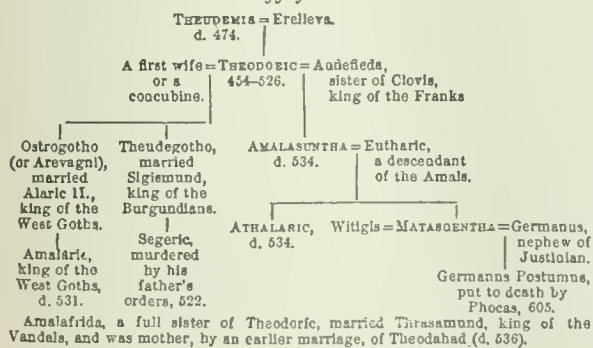 THEUDEMIR = Erelleva.
d. 474.
A first wife = THEODORIC = Audefleda,
or a 454–526. sister of Clovis,
concubine. king of the Franks
Ostrogotho Theudegotho, AMALASUNTHA = Eutharic,
(or Arevagni), married d. 534. a descendant
married Sigismund, of the Amals.
Alaric II., king of the
king of the Burgundians.
West Goths. ATHALARIC, Witigis = MATASUENTHA = Germanus,
Segeric, d. 534. nephew of
Amalaric, murdered Justinian.
king of the by his
West Goths, father's Germanus Postumus,
d. 531. orders, 522. put to death by
Phocas, 605.
Amalafrida, a full sister of Theodoric, married Thrasamund, king of the
Vandals, and was mother, by an earlier marriage, of Theodahad (d. 536).